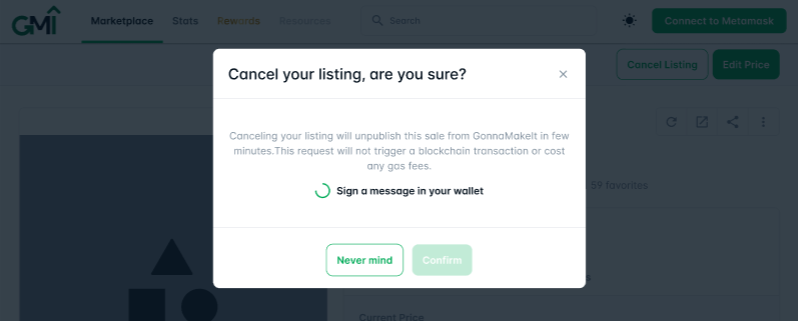 GMI
Marketplace
Stats
Rewords
Resources
Search
Connect to Metamask
Cancel Listing
Edit Price
Cancel your listing, are you sure?
Canceling your listing will unpublish this sale from GonnaMakeIt in few
minutes.This request will not trigger a blockchain transaction or cost
any gas fees.
Sign a message in your wallet
59 favorites
Never mind
Confirm
Current Price